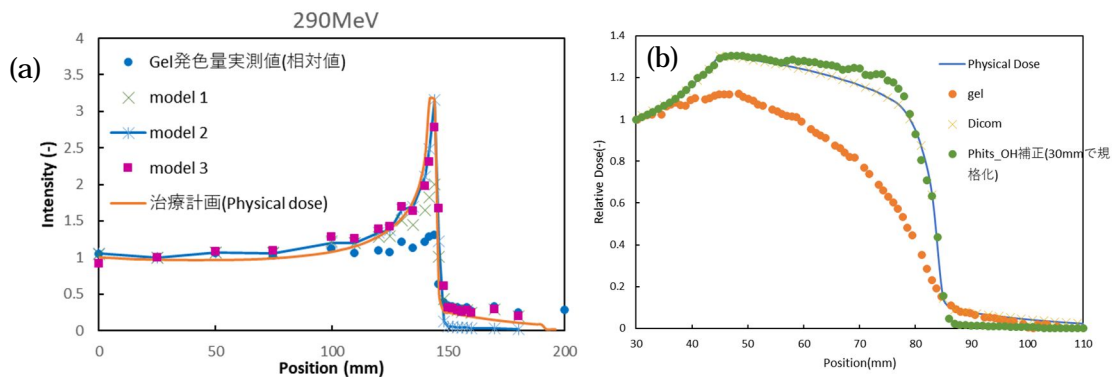 290MeV
(a)
4
3.5
3
2.5
2
1.5
1
0.5
0
Intensity (-)
Gel発色量実測値(相対値)
model 1
model 2
model 3
治療計画(Physical dose)
0
50
100
150
200
Position (mm)
(b)
1.4
1.2
1
0.8
0.6
0.4
0.2
0
Relative Dose(-)
Physical Dose
gel
Dicom
Phits_OH補正(30mmで規
格化)
30
40
50
60
70
80
90
100
110
Position(mm)